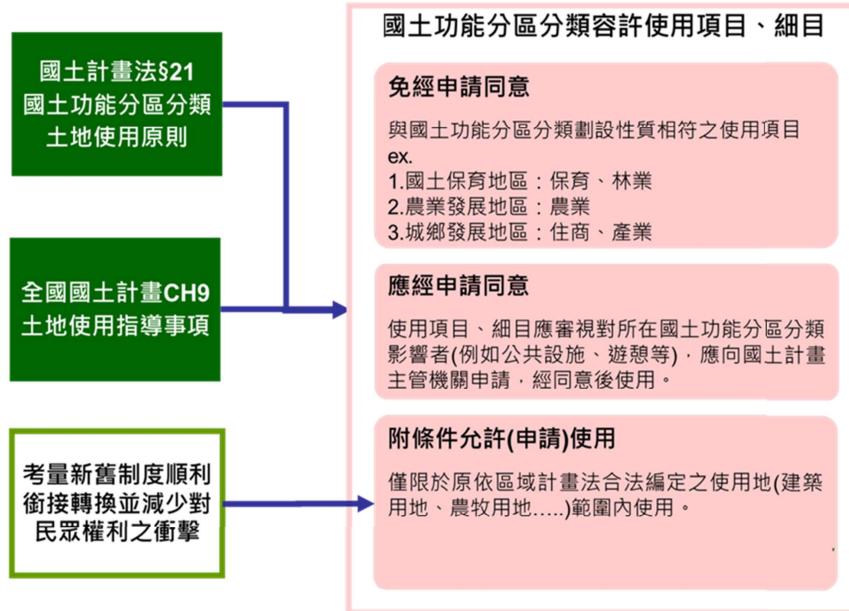 國土計畫法§21
國土功能分區分類
土地使用原則
全國國土計畫CH9
土地使用指導事項
考量新舊制度順利
銜接轉換並減少對
民眾權利之衝擊
國土功能分區分類容許使用項目、細目
免經申請同意
與國土功能分區分類劃設性質相符之使用項目
ex.
1.國土保育地區：保育、林業
2.農業發展地區：農業
3.城鄉發展地區：住商、產業
應經申請同意
使用項目、細目應審視對所在國土功能分區分類
影響者(例如公共設施、遊憩等)，應向國土計畫
主管機關申請，經同意後使用。
附條件允許(申請)使用
僅限於原依區域計畫法合法編定之使用地(建築
用地、農牧用地…..)範圍內使用。